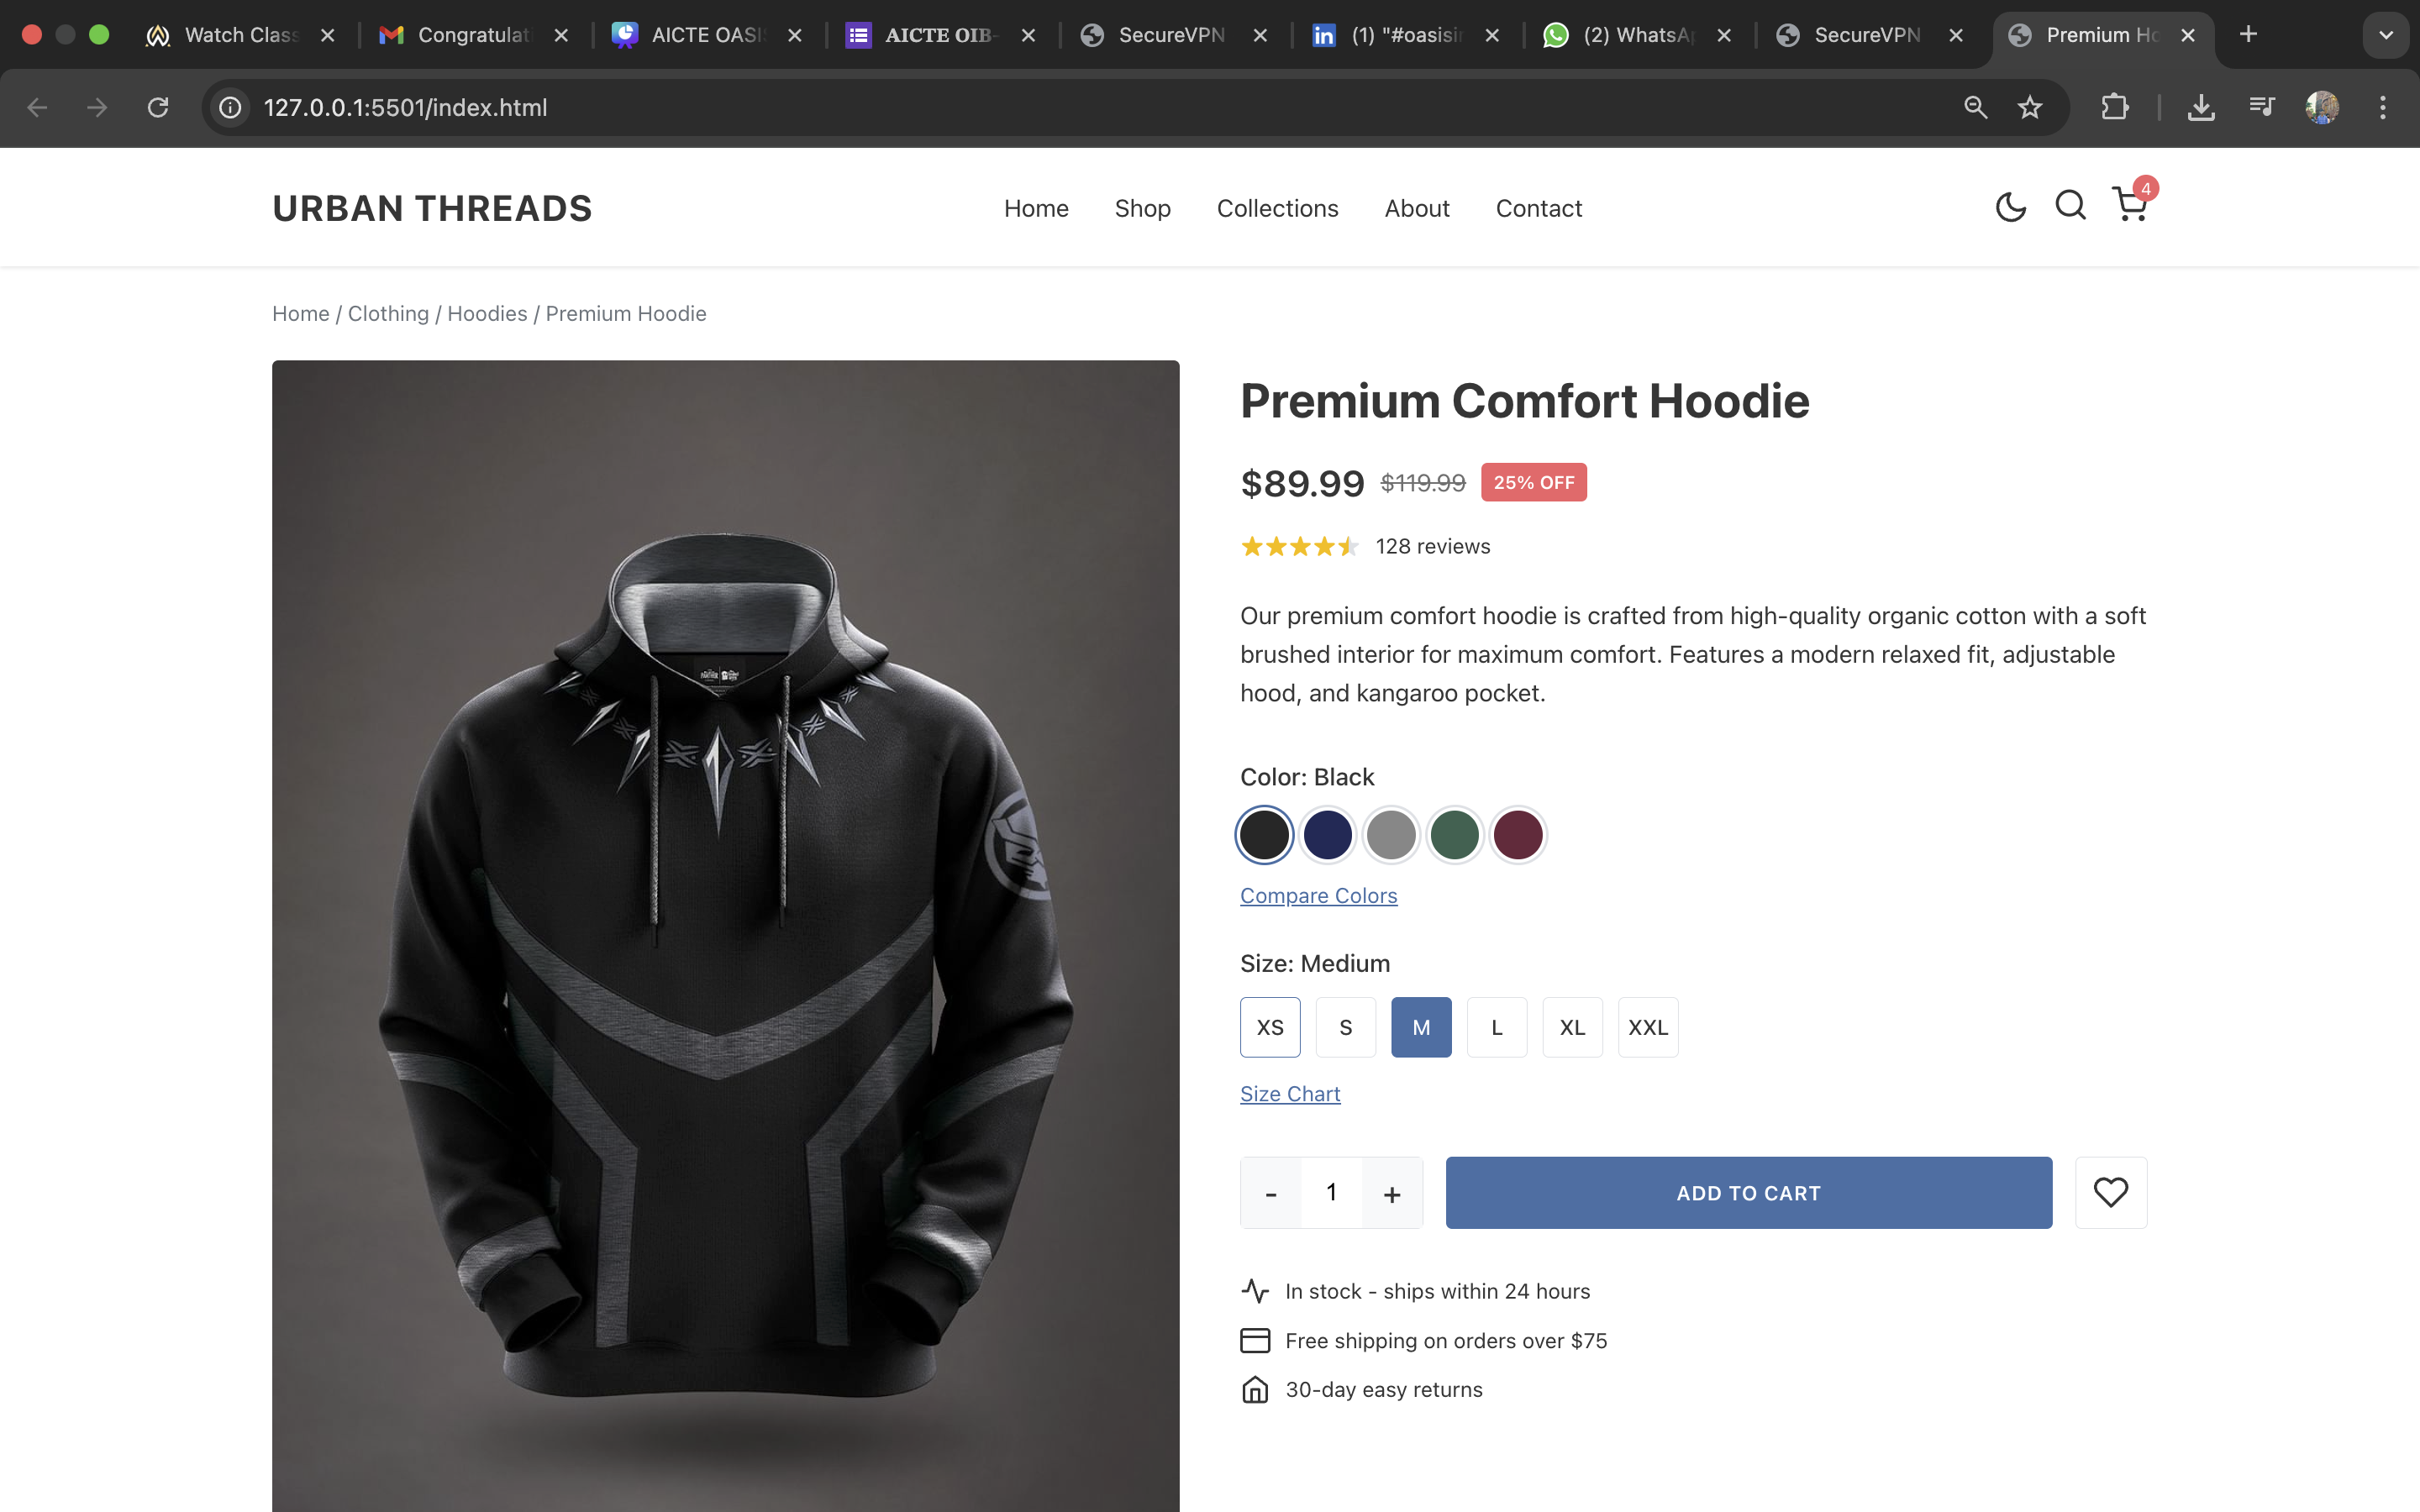 Watch Class
Congratulat
AICTE OASI
AICTE OIB-
SecureVPN
(1) "#oasisin
(2) WhatsAp
SecureVPN
Premium Ho
127.0.0.1:5501/index.html
URBAN THREADS
Home
Shop
Collections
About
Contact
4
Home / Clothing / Hoodies / Premium Hoodie
Premium Comfort Hoodie
$89.99 $119.99 25% OFF
128 reviews
Our premium comfort hoodie is crafted from high-quality organic cotton with a soft
brushed interior for maximum comfort. Features a modern relaxed fit, adjustable
hood, and kangaroo pocket.
Color: Black
Compare Colors
Size: Medium
XS S M L XL XXL
Size Chart
- 1 + ADD TO CART
In stock - ships within 24 hours
Free shipping on orders over $75
30-day easy returns